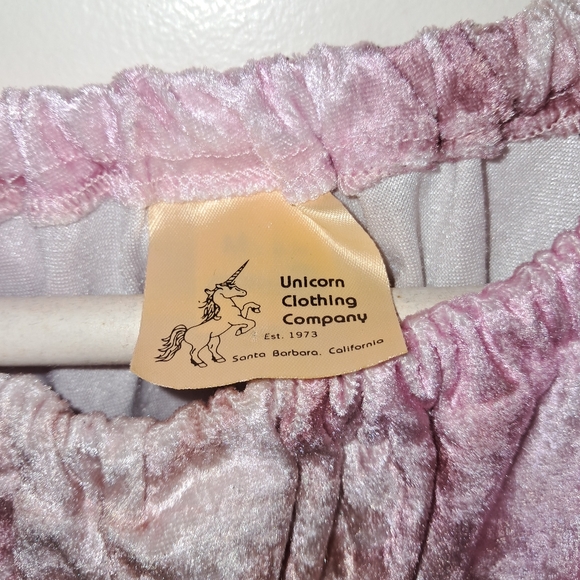 Unicorn
Clothing
Company
Est. 1973
Santa Barbara, California